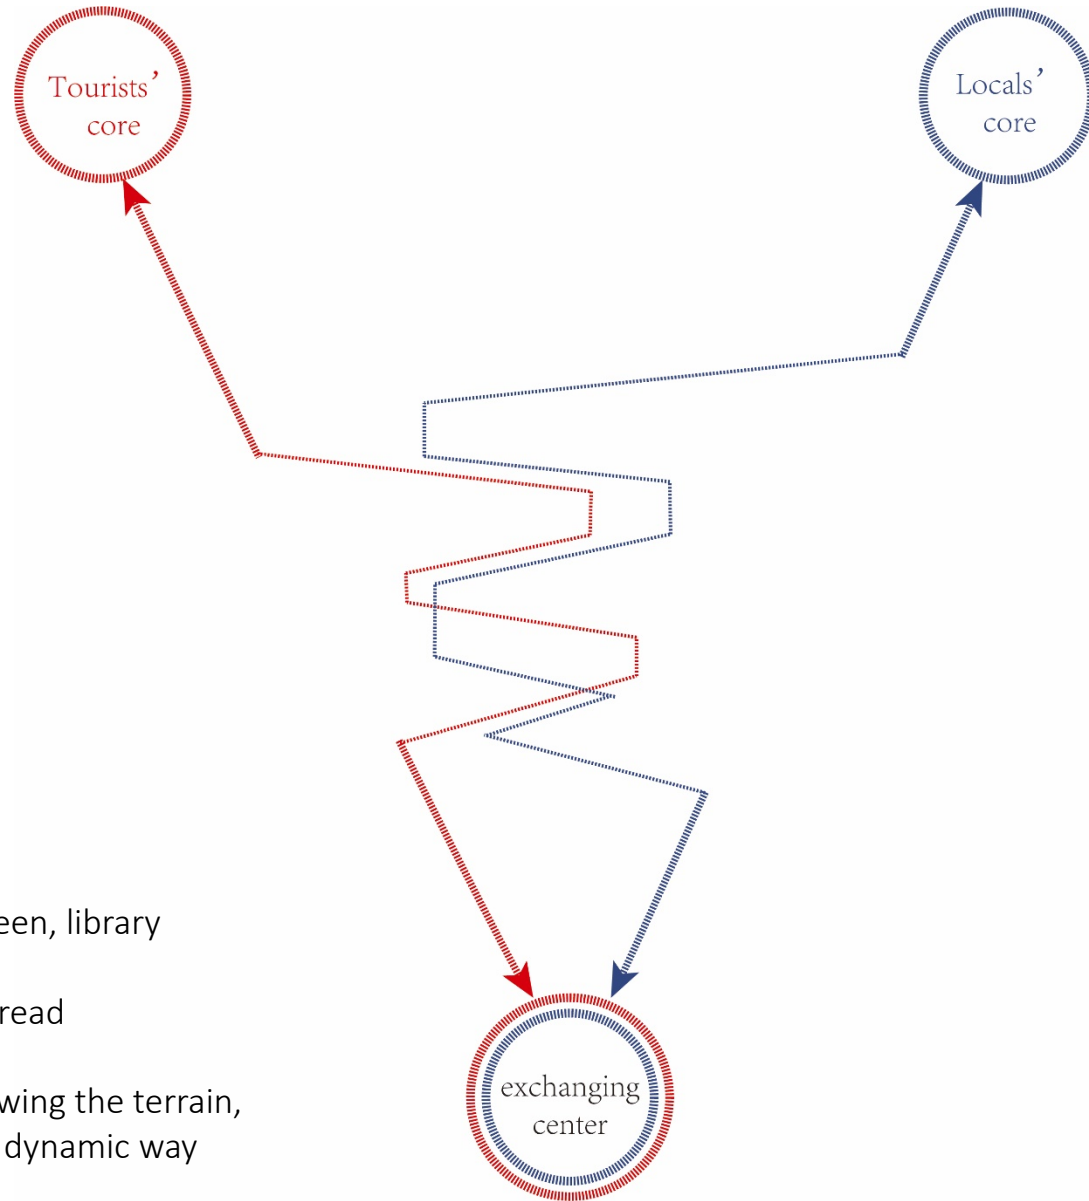 Tourists’
core
Locals’
core
een, library
read
wing the terrain,
dynamic way
exchanging
center